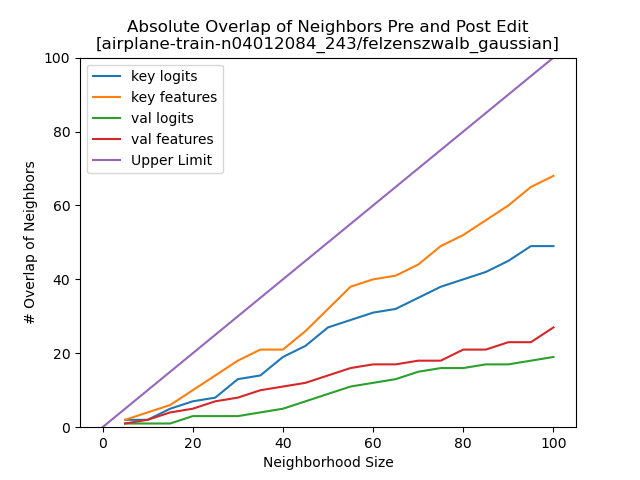 Absolute Overlap of Neighbors Pre and Post Edit
[airplane-train-n04012084_243/felzenszwalb_gaussian]
key logits
key features
val logits
val features
Upper Limit
# Overlap of Neighbors
100
80
60
40
20
0
0 20 40 60 80 100
Neighborhood Size